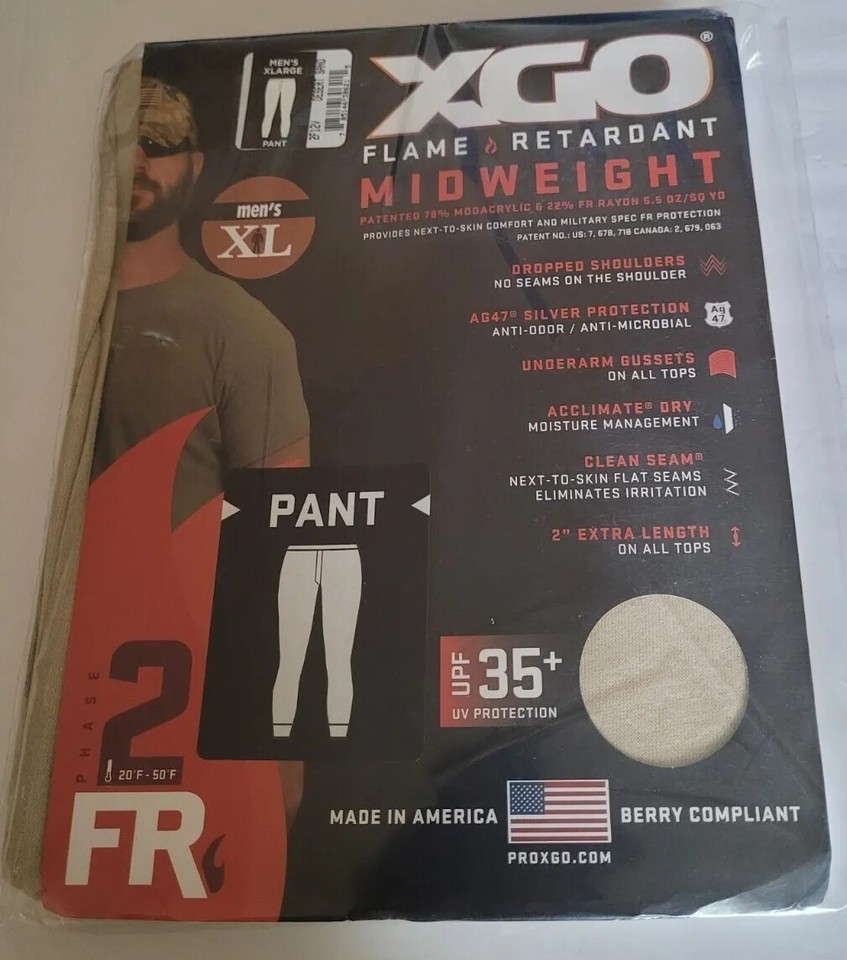 MEN'S
XLARGE
PANT
2F12V DESERT SAND
XGO®
FLAME RETARDANT
MIDWEIGHT
PATENTED 78% MODACRYLIC & 22% FR RAYON 5.5 OZ/SQ YD
PROVIDES NEXT-TO-SKIN COMFORT AND MILITARY SPEC FR PROTECTION
PATENT NO.: US: 7, 678, 718 CANADA: 2, 679, 063
men's
XL
DROPPED SHOULDERS
NO SEAMS ON THE SHOULDER
AG47® SILVER PROTECTION
ANTI-ODOR / ANTI-MICROBIAL
Ag
47
UNDERARM GUSSETS
ON ALL TOPS
ACCLIMATE® DRY
MOISTURE MANAGEMENT
CLEAN SEAM®
NEXT-TO-SKIN FLAT SEAMS
ELIMINATES IRRITATION
2" EXTRA LENGTH
ON ALL TOPS
PANT
UPF 35+
UV PROTECTION
PHASE 2
20°F - 50°F
FR
MADE IN AMERICA BERRY COMPLIANT
PROXGO.COM